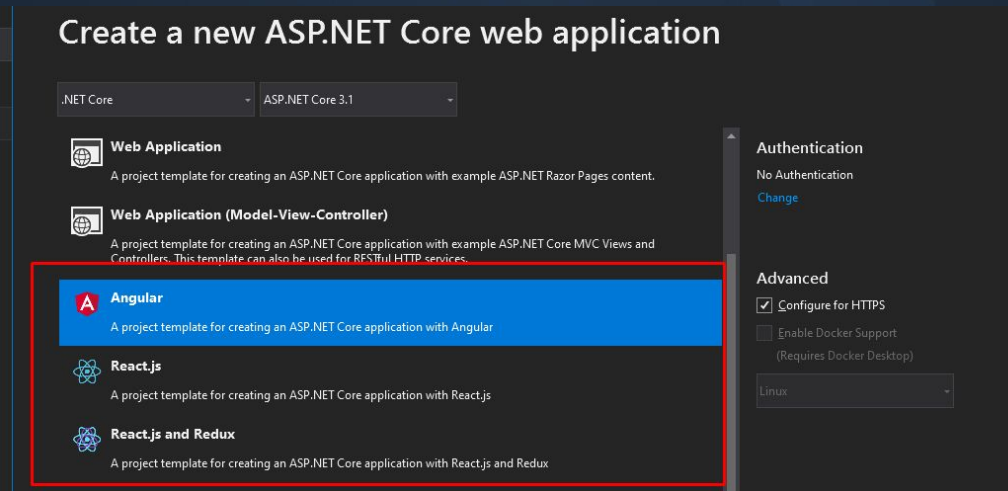 Create a new ASP.NET Core web application
.NET Core
ASP.NET Core 3.1
Web Application
A project template for creating an ASP.NET Core application with example ASP.NET Razor Pages content.
Web Application (Model-View-Controller)
A project template for creating an ASP.NET Core application with example ASP.NET Core MVC Views and
Controllers. This template can also be used for RESTful HTTP services.
Angular
A project template for creating an ASP.NET Core application with Angular
React.js
A project template for creating an ASP.NET Core application with React.js
React.js and Redux
A project template for creating an ASP.NET Core application with React.js and Redux
Authentication
No Authentication
Change
Advanced
Configure for HTTPS
Enable Docker Support
(Requires Docker Desktop)
Linux